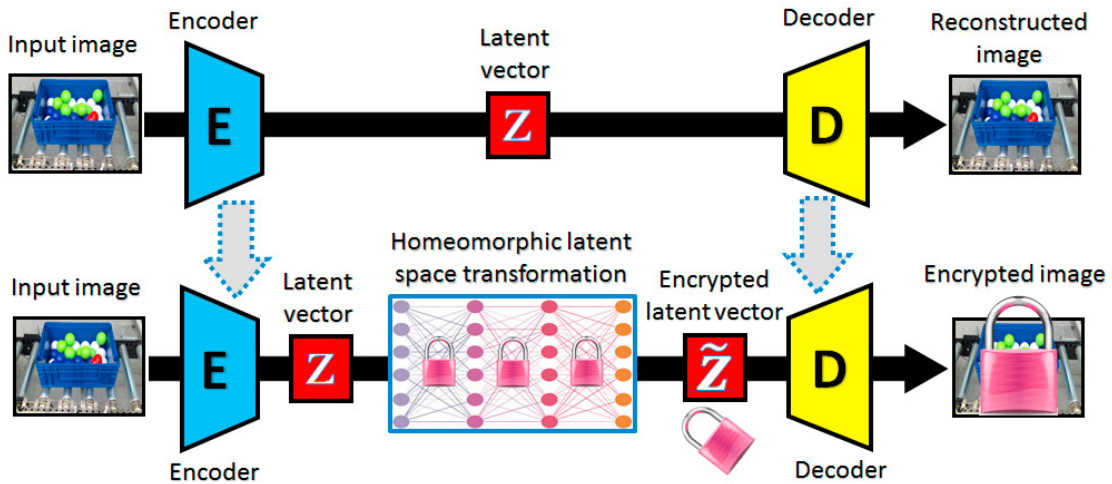 Encoder
Decoder
Input image
Latent
vector
Reconstructed
image
E
Z
D
Homeomorphic latent
space transformation
Input image
Latent
vector
Encrypted
latent vector
Encrypted image
E
Z
Z̃
D
Encoder
Decoder